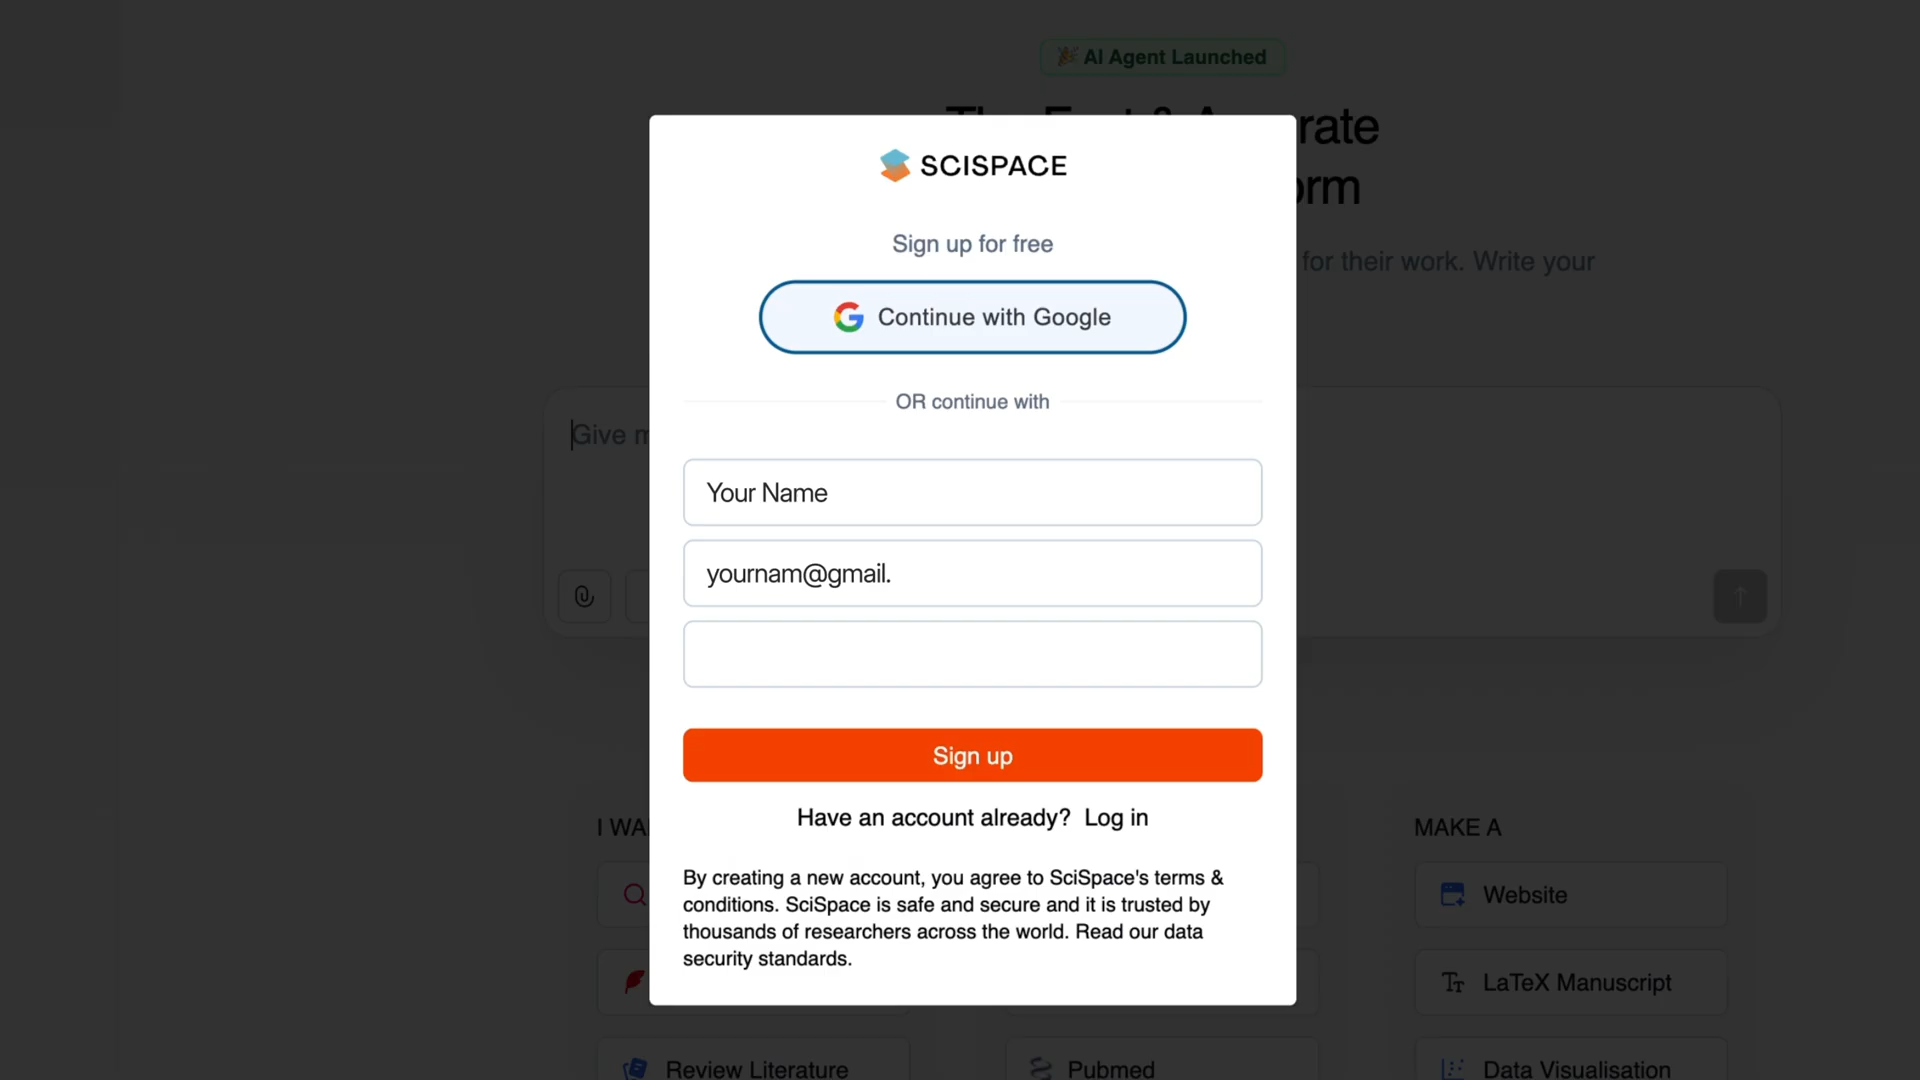 AI Agent Launched
rate
orm
for their work. Write your
SCISPACE
Sign up for free
Continue with Google
OR continue with
Give m
Your Name
yournam@gmail.
Sign up
Have an account already? Log in
By creating a new account, you agree to SciSpace's terms &
conditions. SciSpace is safe and secure and it is trusted by
thousands of researchers across the world. Read our data
security standards.
I WA
MAKE A
Website
LaTeX Manuscript
Review Literature
Pubmed
Data Visualisation